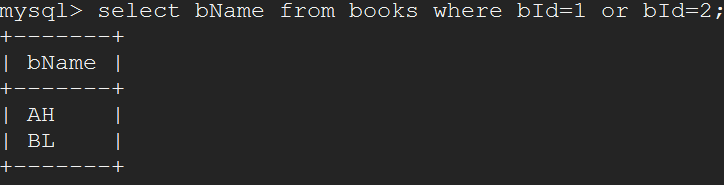 mysql> select bName from books where bId=1 or bId=2;
+-------+
| bName |
+-------+
| AH    |
| BL    |
+-------+